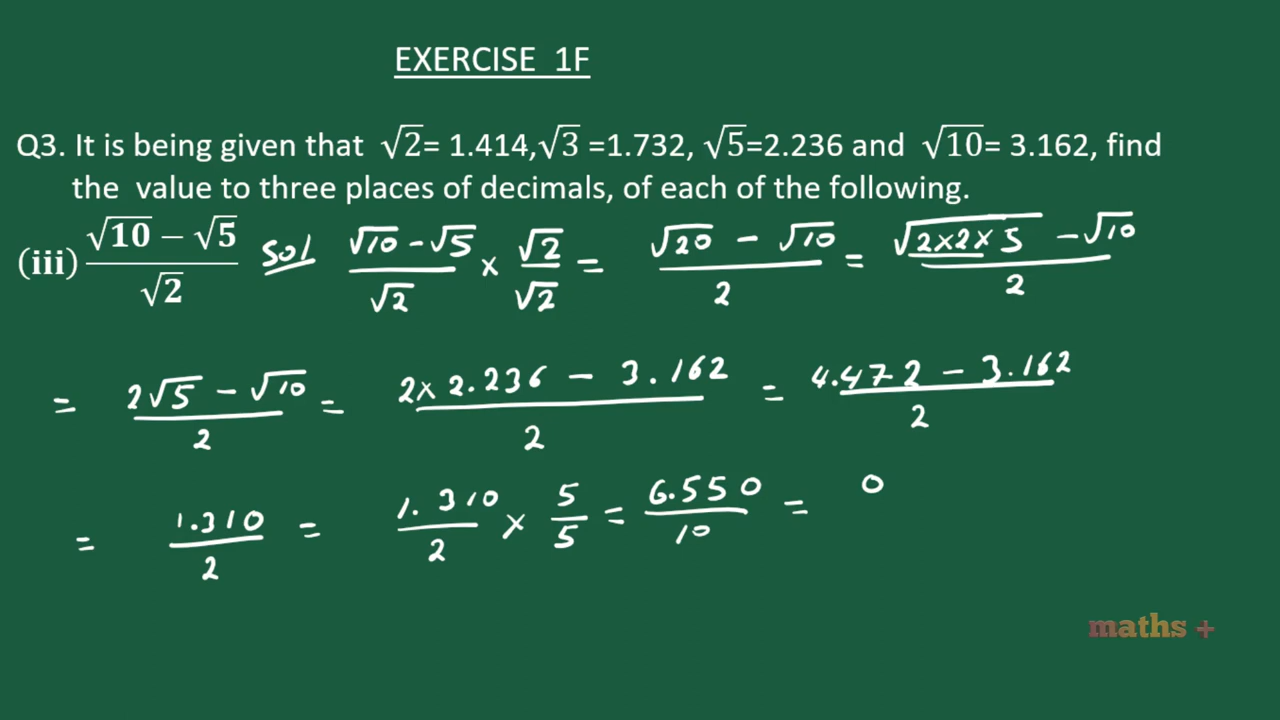 EXERCISE 1F
Q3. It is being given that √2= 1.414,√3 =1.732, √5=2.236 and √10= 3.162, find
the value to three places of decimals, of each of the following.
(iii) (√10 − √5)/√2 Sol (√10 - √5)/√2 × √2/√2 = (√20 - √10)/2 = (√(2×2×5) - √10)/2
= (2√5 - √10)/2 = (2× 2.236 - 3.162)/2 = (4.472 - 3.162)/2
= 1.310/2 = 1.310/2 × 5/5 = 6.550/10 = 0
maths +